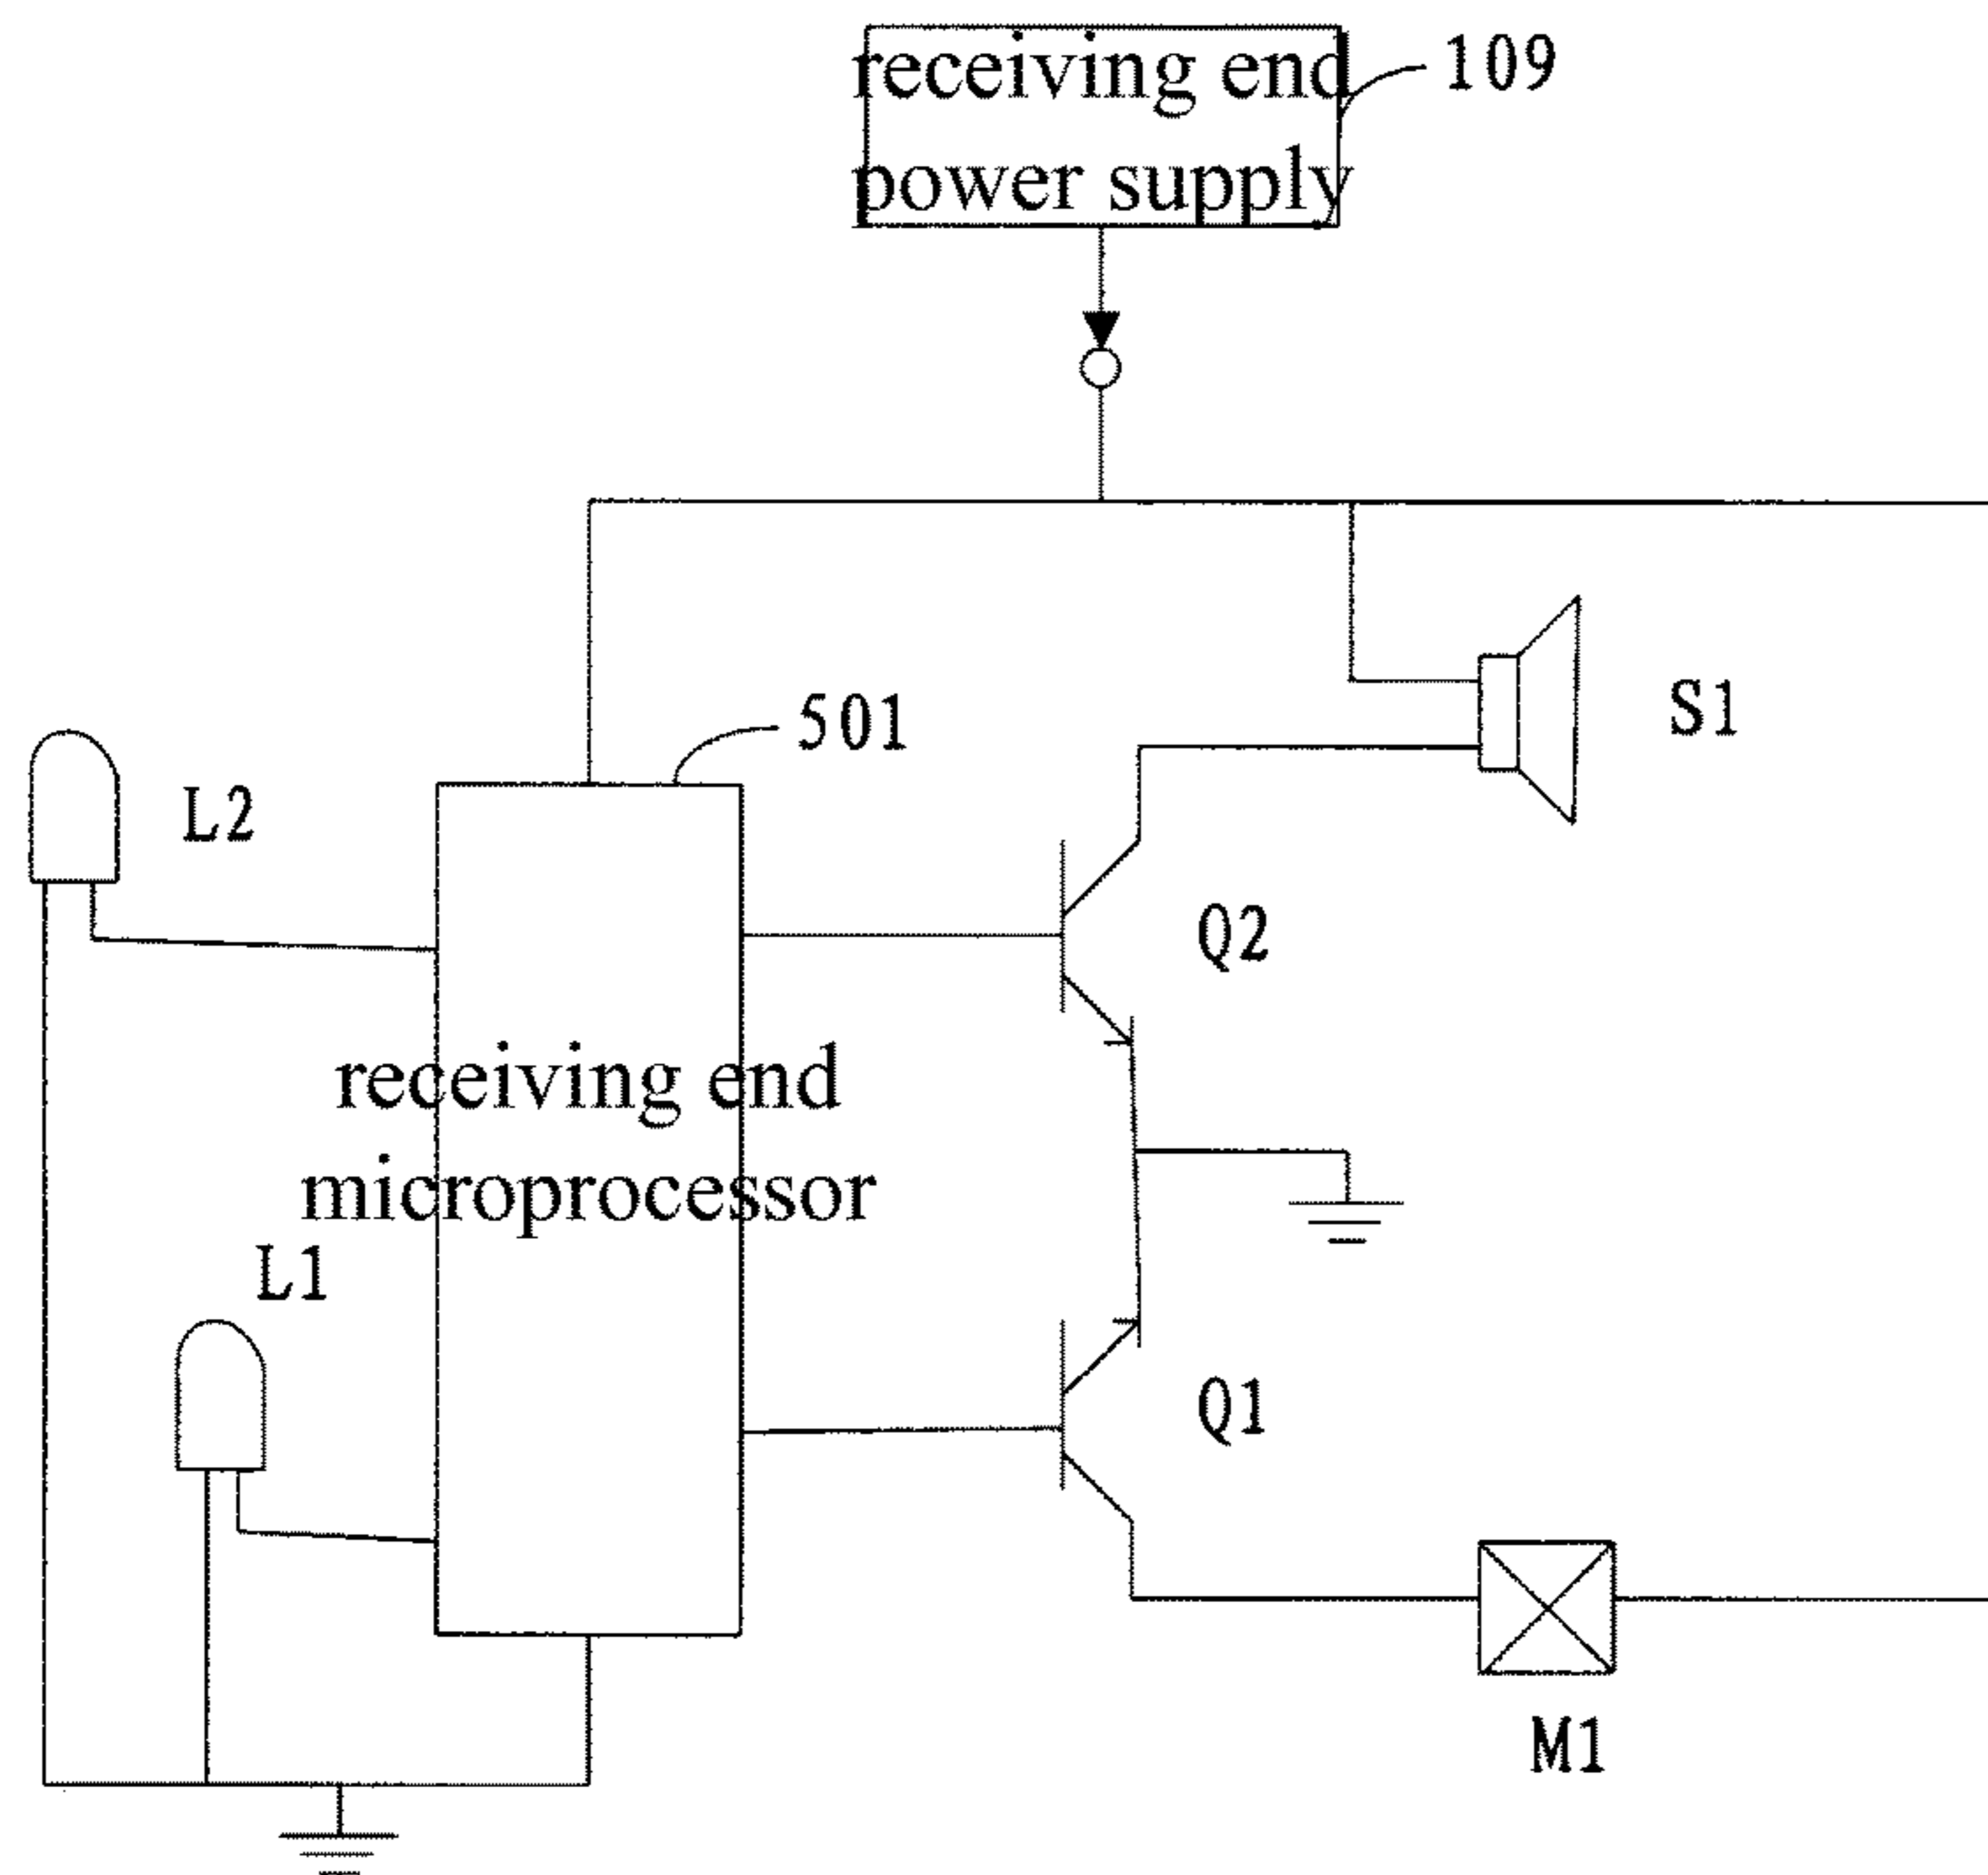 receiving end
power supply
109
501
S1
L2
Q2
receiving end
microprocessor
L1
Q1
M1